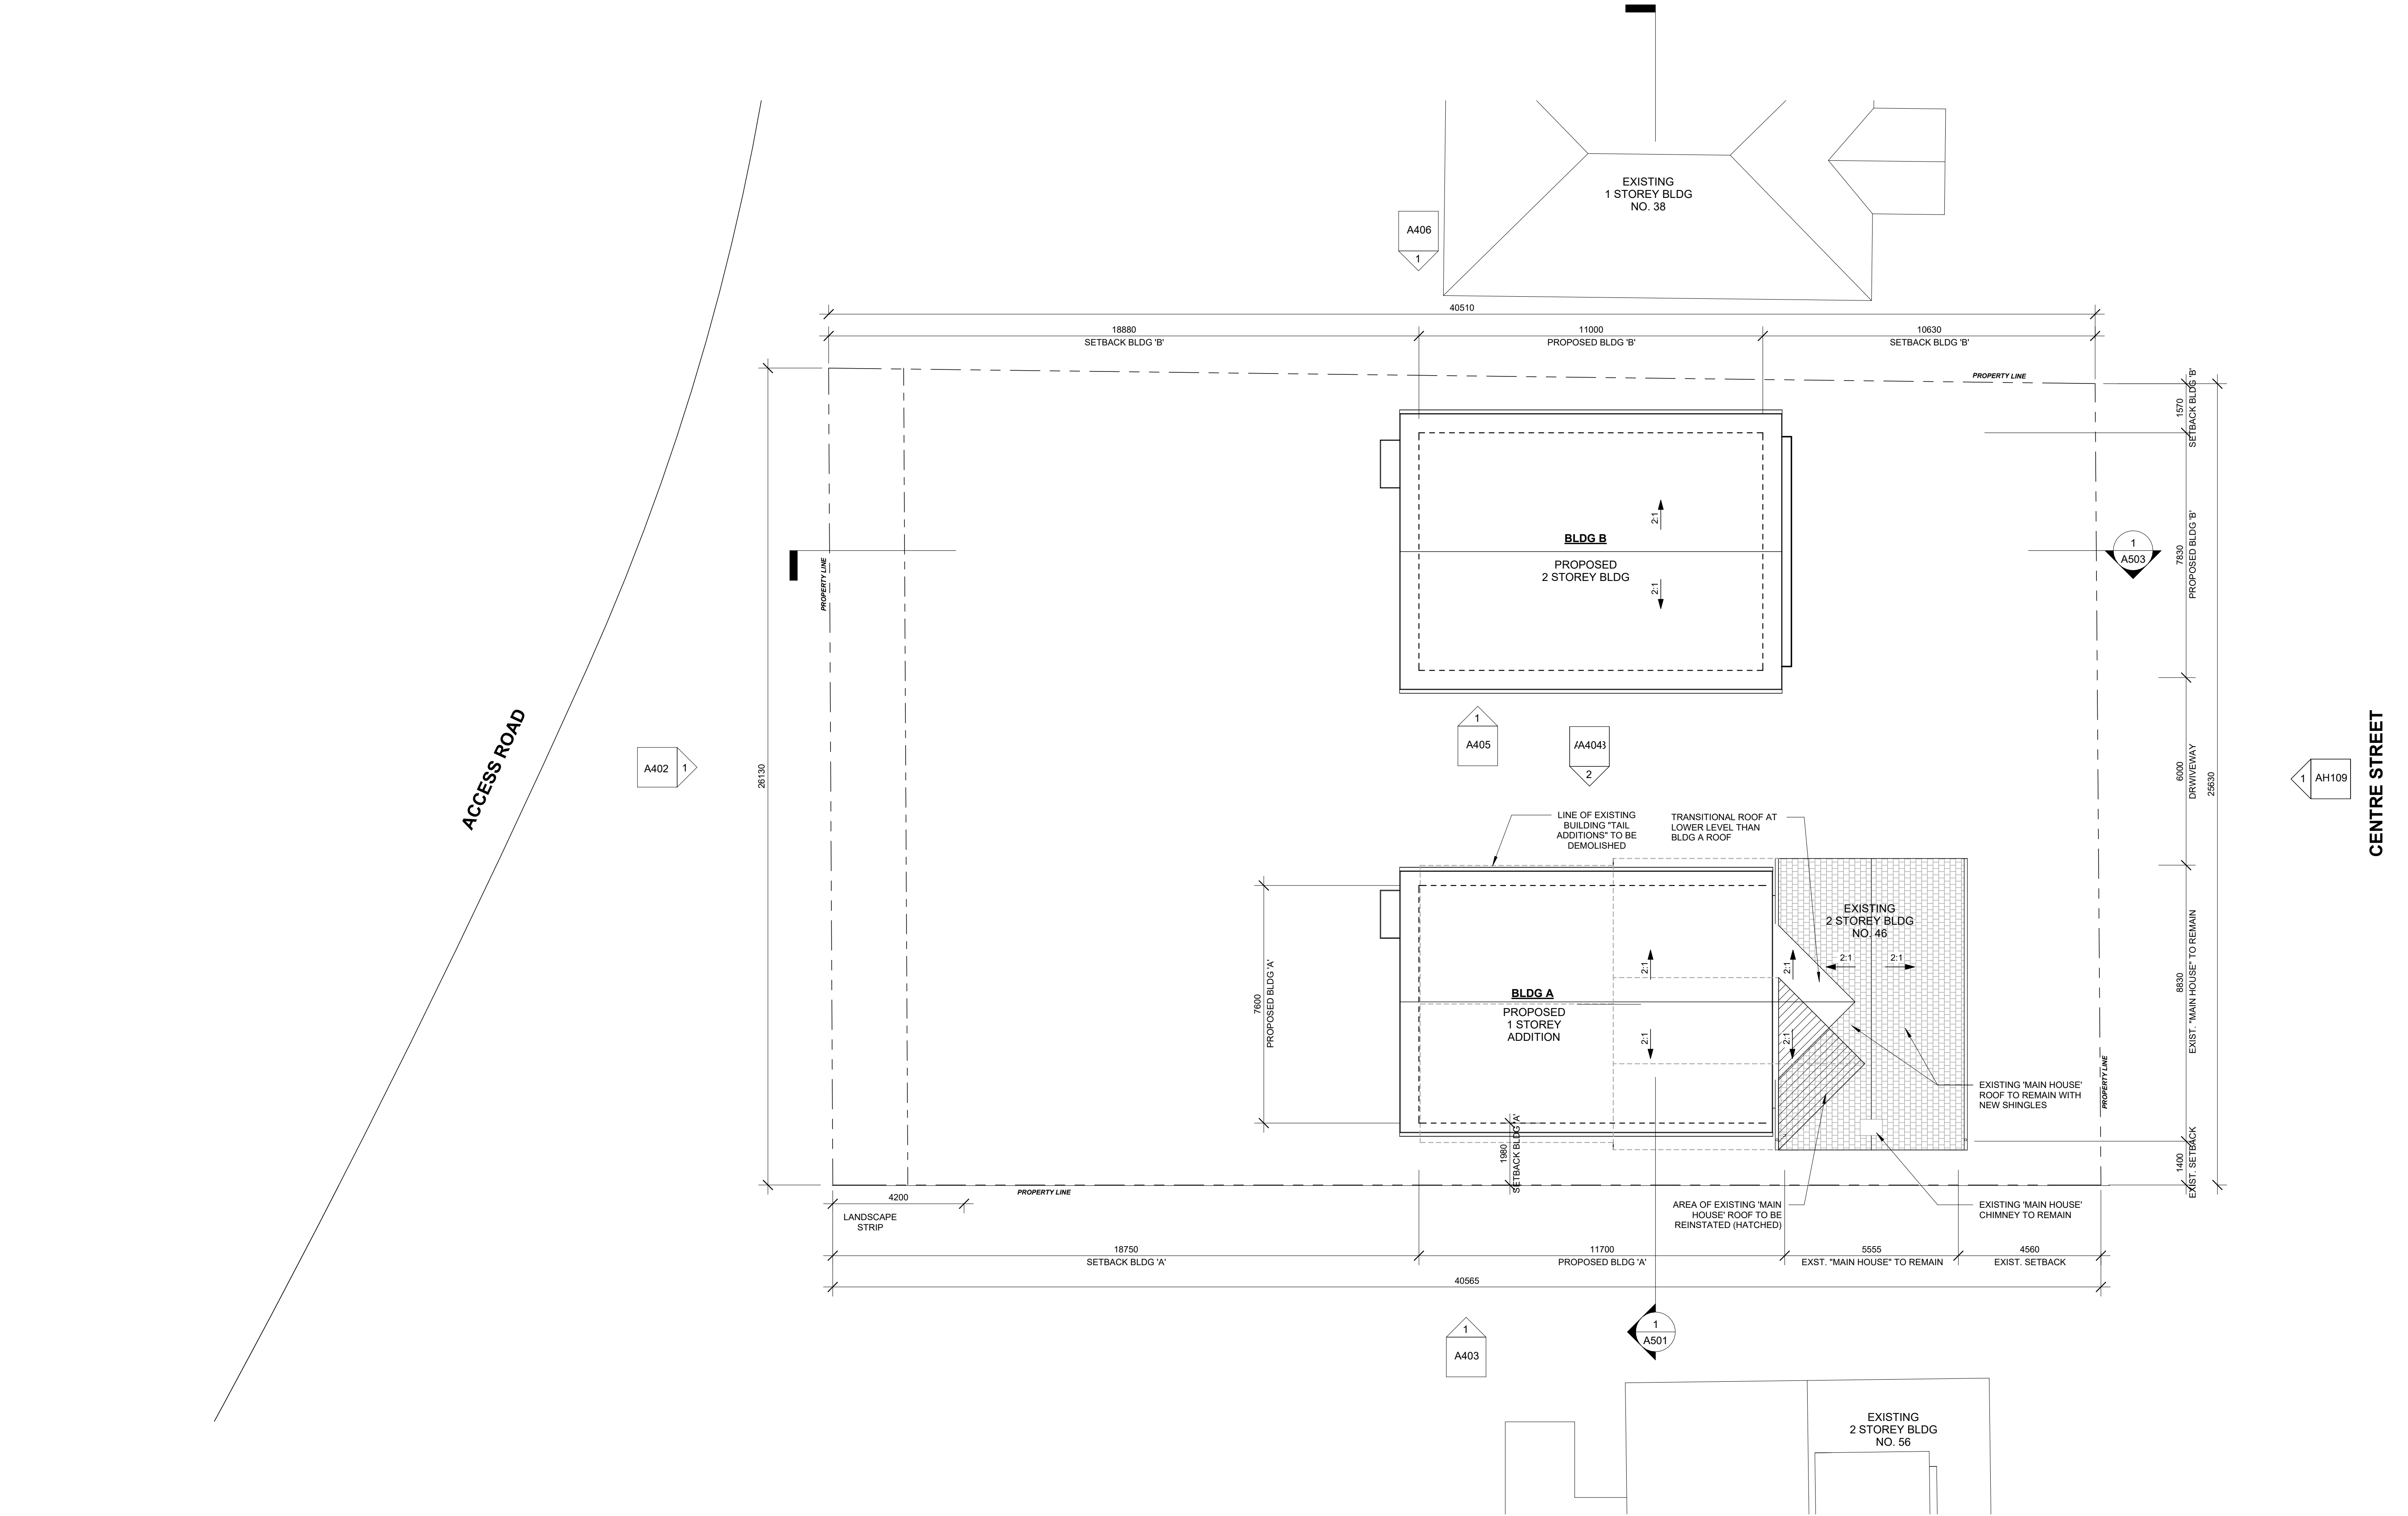 EXISTING
1 STOREY BLDG
NO. 38
A406
1
40510
18880
SETBACK BLDG 'B'
11000
PROPOSED BLDG 'B'
10630
SETBACK BLDG 'B'
PROPERTY LINE
1570
SETBACK BLDG 'B'
7830
PROPOSED BLDG 'B'
6000
DRWIVEWAY
25630
8830
EXIST. "MAIN HOUSE" TO REMAIN
1400
EXIST. SETBACK
1
A503
CENTRE STREET
1
AH109
ACCESS ROAD
A402
1
26130
PROPERTY LINE
BLDG B
PROPOSED
2 STOREY BLDG
2:1
2:1
1
A405
2
LINE OF EXISTING
BUILDING "TAIL
ADDITIONS" TO BE
DEMOLISHED
TRANSITIONAL ROOF AT
LOWER LEVEL THAN
BLDG A ROOF
EXISTING
2 STOREY BLDG
NO. 46
2:1
2:1
2:1
2:1
2:1
2:1
BLDG A
PROPOSED
1 STOREY
ADDITION
7600
PROPOSED BLDG 'A'
1980
SETBACK BLDG 'A'
EXISTING 'MAIN HOUSE'
ROOF TO REMAIN WITH
NEW SHINGLES
PROPERTY LINE
PROPERTY LINE
4200
LANDSCAPE
STRIP
AREA OF EXISTING 'MAIN
HOUSE' ROOF TO BE
REINSTATED (HATCHED)
EXISTING 'MAIN HOUSE'
CHIMNEY TO REMAIN
18750
SETBACK BLDG 'A'
11700
PROPOSED BLDG 'A'
5555
EXST. "MAIN HOUSE" TO REMAIN
4560
EXIST. SETBACK
40565
1
A403
1
A501
EXISTING
2 STOREY BLDG
NO. 56